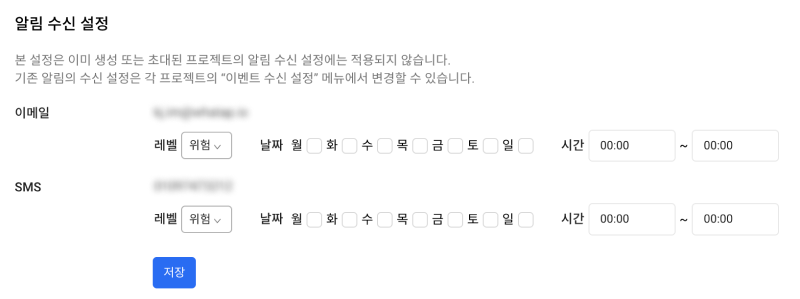 알림 수신 설정
본 설정은 이미 생성 또는 초대된 프로젝트의 알림 수신 설정에는 적용되지 않습니다.
기존 알림의 수신 설정은 각 프로젝트의 “이벤트 수신 설정” 메뉴에서 변경할 수 있습니다.
이메일
레벨 위험 날짜 월 화 수 목 금 토 일 시간 00:00 ~ 00:00
SMS
레벨 위험 날짜 월 화 수 목 금 토 일 시간 00:00 ~ 00:00
저장